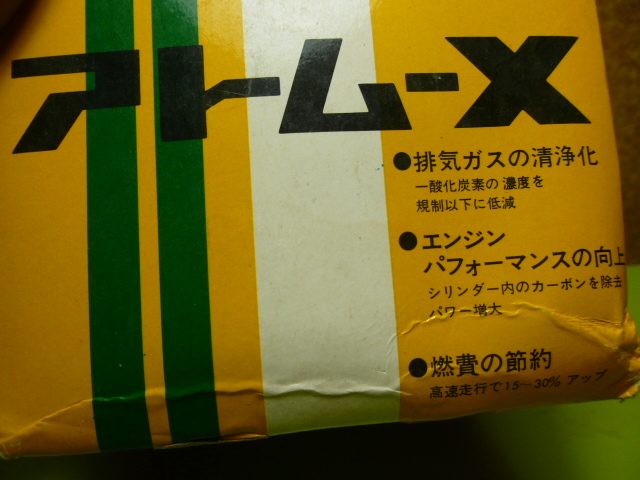 アトムーX
●排気ガスの清浄化
一酸化炭素の濃度を
規制以下に低減
●エンジン
パフォーマンスの向上
シリンダー内のカーボンを除去
パワー増大
●燃費の節約
高速走行で15〜30% アップ